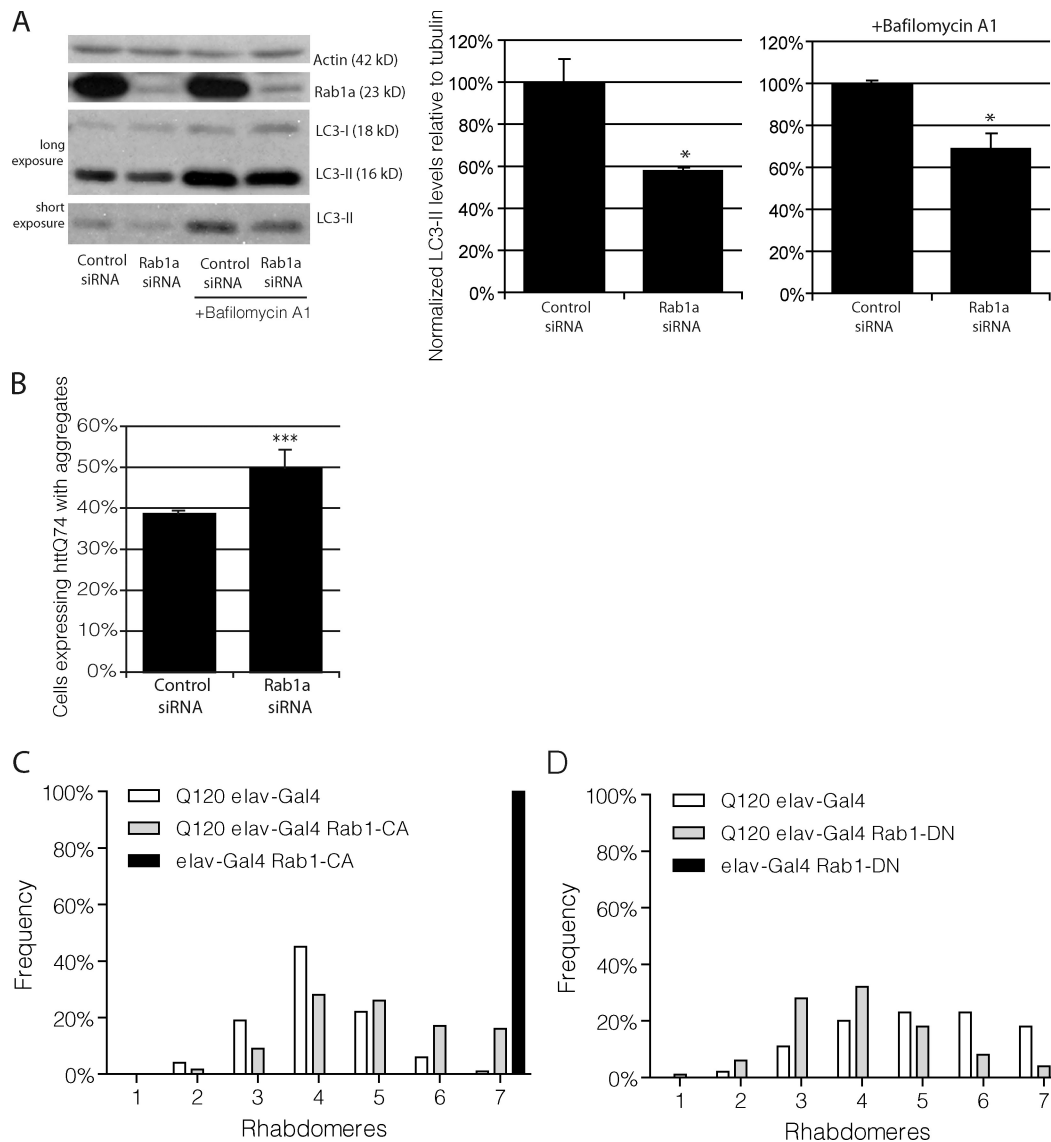 A
Actin (42 kD)
Rab1a (23 kD)
LC3-I (18 kD)
long
exposure
LC3-II (16 kD)
short
exposure
LC3-II
Control
siRNA
Rab1a
siRNA
Control
siRNA
Rab1a
siRNA
+Bafilomycin A1
Normalized LC3-II levels relative to tubulin
120%
100%
80%
60%
40%
20%
0%
*
Control
siRNA
Rab1a
siRNA
+Bafilomycin A1
120%
100%
80%
60%
40%
20%
0%
*
Control
siRNA
Rab1a
siRNA
B
Cells expressing httQ74 with aggregates
60%
50%
40%
30%
20%
10%
0%
***
Control
siRNA
Rab1a
siRNA
C
Frequency
100%
80%
60%
40%
20%
0%
Q120 elav-Gal4
Q120 elav-Gal4 Rab1-CA
elav-Gal4 Rab1-CA
1 2 3 4 5 6 7
Rhabdomeres
D
Frequency
100%
80%
60%
40%
20%
0%
Q120 elav-Gal4
Q120 elav-Gal4 Rab1-DN
elav-Gal4 Rab1-DN
1 2 3 4 5 6 7
Rhabdomeres